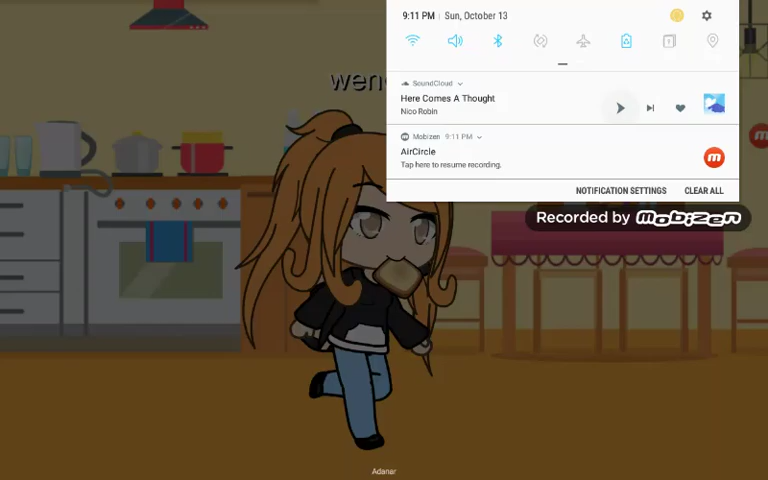 9:11 PM | Sun, October 13
SoundCloud
Here Comes A Thought
Nico Robin
Mobizen 9:11 PM
AirCircle
Tap here to resume recording.
NOTIFICATION SETTINGS CLEAR ALL
Recorded by mobizen
Adanar